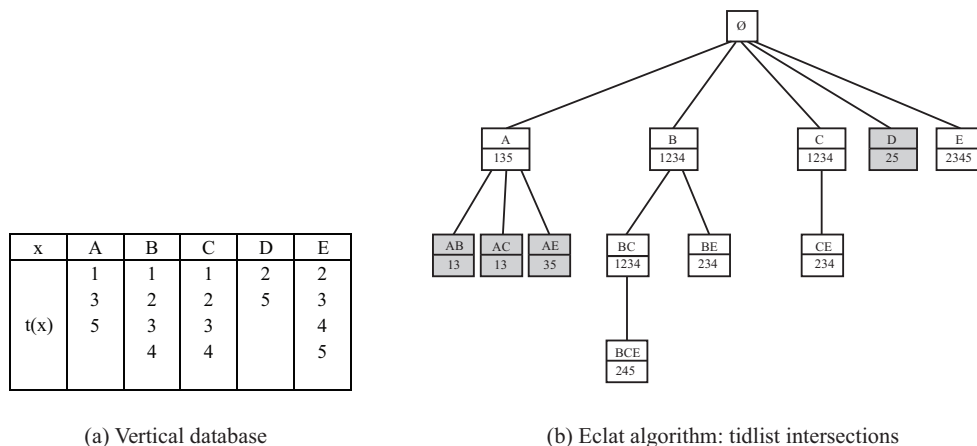 Ø
A B C D E
135 1234 1234 25 2345
AB AC AE BC BE CE
13 13 35 1234 234 234
BCE
245
x A B C D E
1 1 1 2 2
3 2 2 5 3
t(x) 5 3 3 4
4 4 5
(a) Vertical database
(b) Eclat algorithm: tidlist intersections